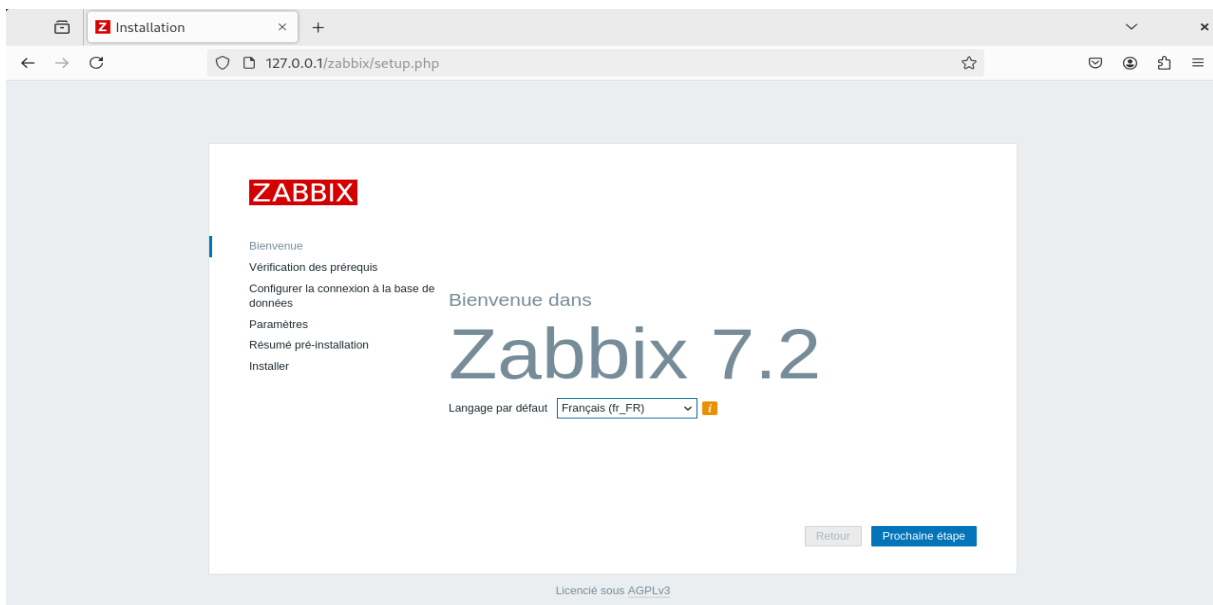 Z Installation
127.0.0.1/zabbix/setup.php
ZABBIX
Bienvenue
Vérification des prérequis
Configurer la connexion à la base de
données
Paramètres
Résumé pré-installation
Installer
Bienvenue dans
Zabbix 7.2
Langage par défaut Français (fr_FR) i
Retour Prochaine étape
Licencié sous AGPLv3